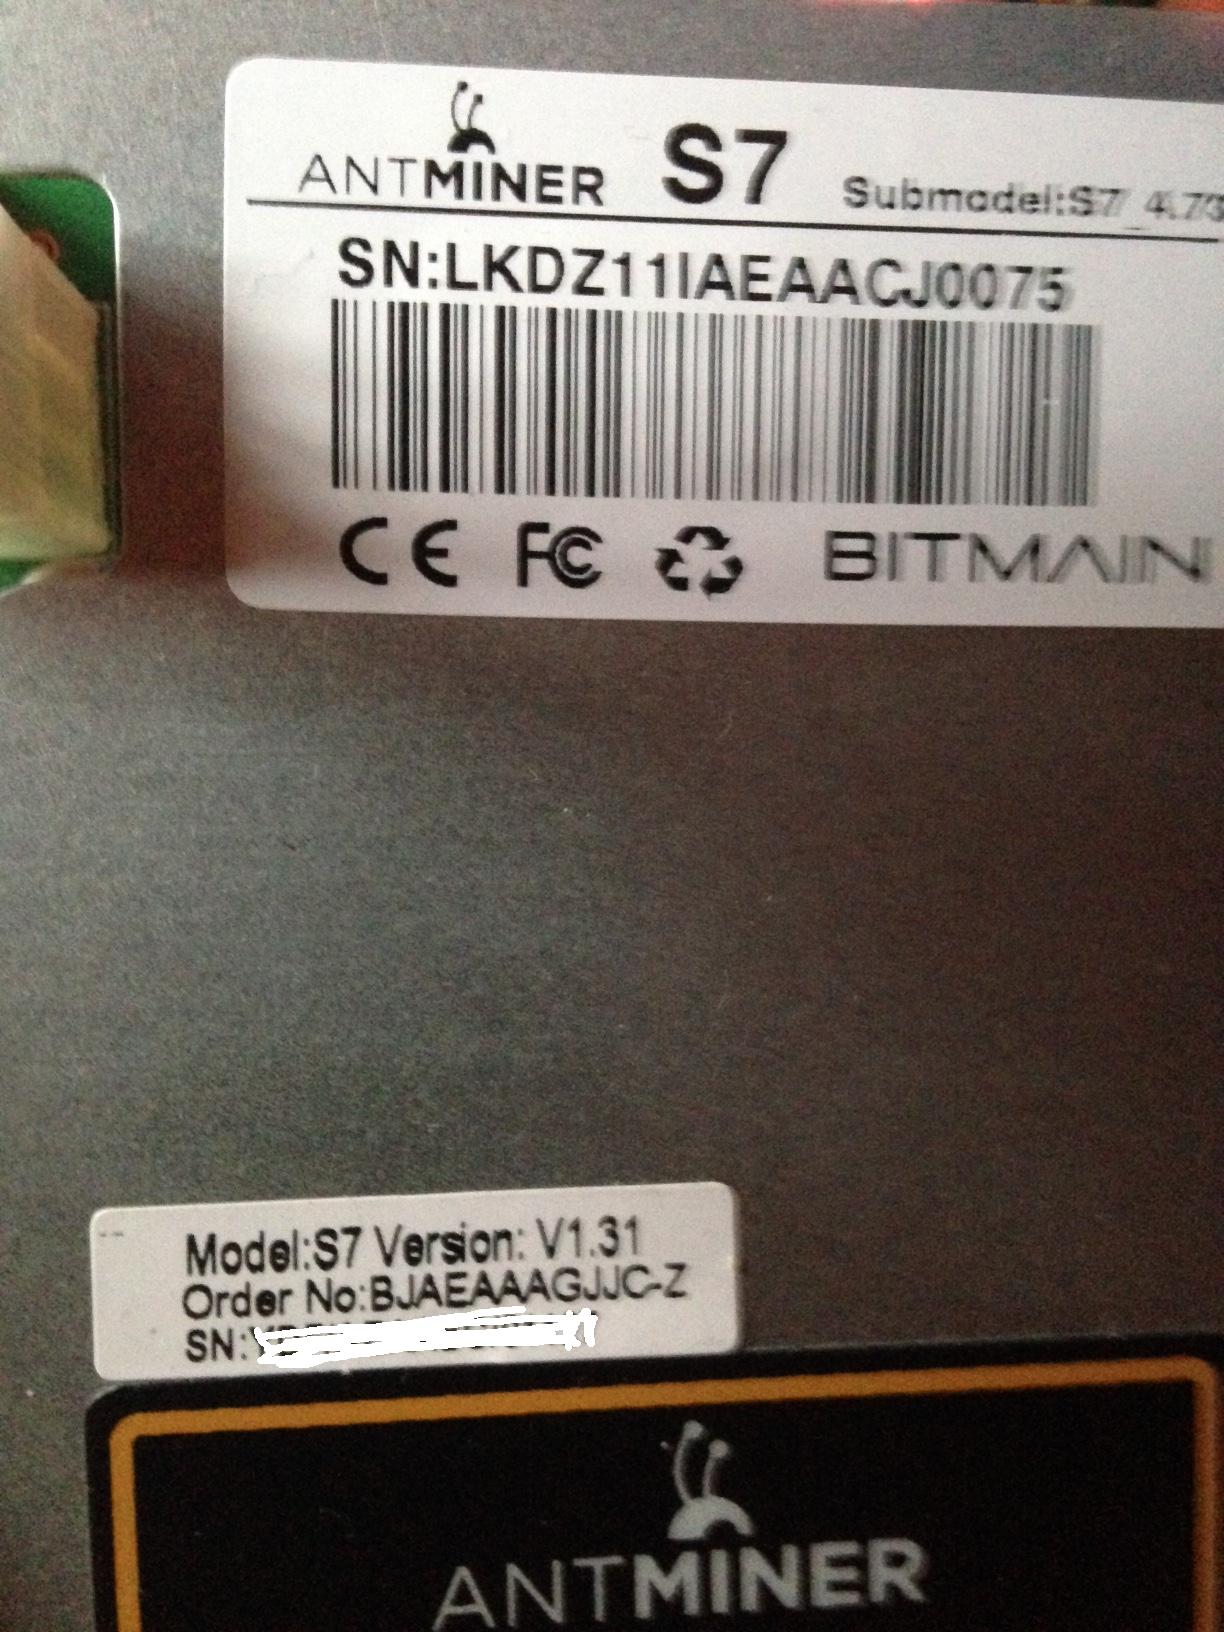 ANTMINER S7 Submodel:S7_4.73
SN:LKDZ11IAEAACJ0075
CE FC BITMAIN
Model:S7 Version: V1.31
Order No:BJAEAAAGJJC-Z
SN:
ANTMINER